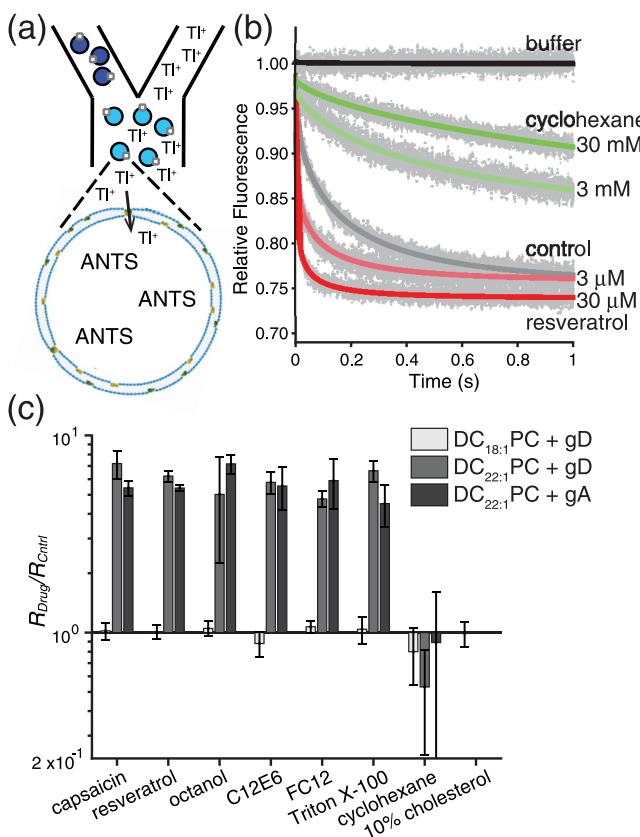 (a)
Tl⁺
Tl⁺
Tl⁺
Tl⁺
Tl⁺
Tl⁺
Tl⁺
Tl⁺
Tl⁺
Tl⁺
Tl⁺
ANTS
ANTS
ANTS
(b)
Relative Fluorescence
1.00
0.95
0.90
0.85
0.80
0.75
0.70
buffer
cyclohexane
30 mM
3 mM
control
3 µM
30 µM
resveratrol
0
0.2
0.4
0.6
0.8
1
Time (s)
(c)
R_Drug/R_Cntrl
10¹
10⁰
2 x10⁻¹
DC₁₈:₁PC + gD
DC₂₂:₁PC + gD
DC₂₂:₁PC + gA
capsaicin
resveratrol
octanol
C12E6
FC12
Triton X-100
cyclohexane
10% cholesterol